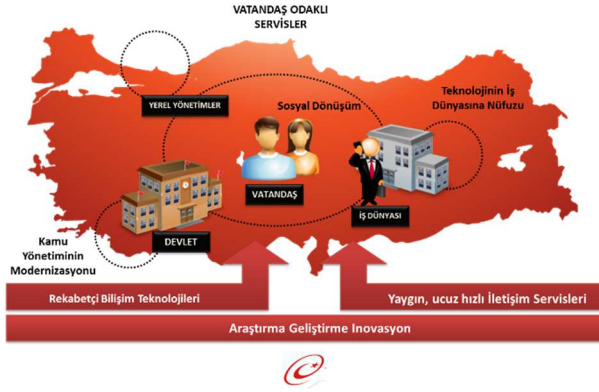 VATANDAŞ ODAKLI
SERVİSLER
YEREL YÖNETİMLER
Sosyal Dönüşüm
Teknolojinin İş
Dünyasına Nüfuzu
VATANDAŞ
İŞ DÜNYASI
DEVLET
Kamu
Yönetiminin
Modernizasyonu
Rekabetçi Bilişim Teknolojileri
Yaygın, ucuz hızlı İletişim Servisleri
Araştırma Geliştirme Inovasyon